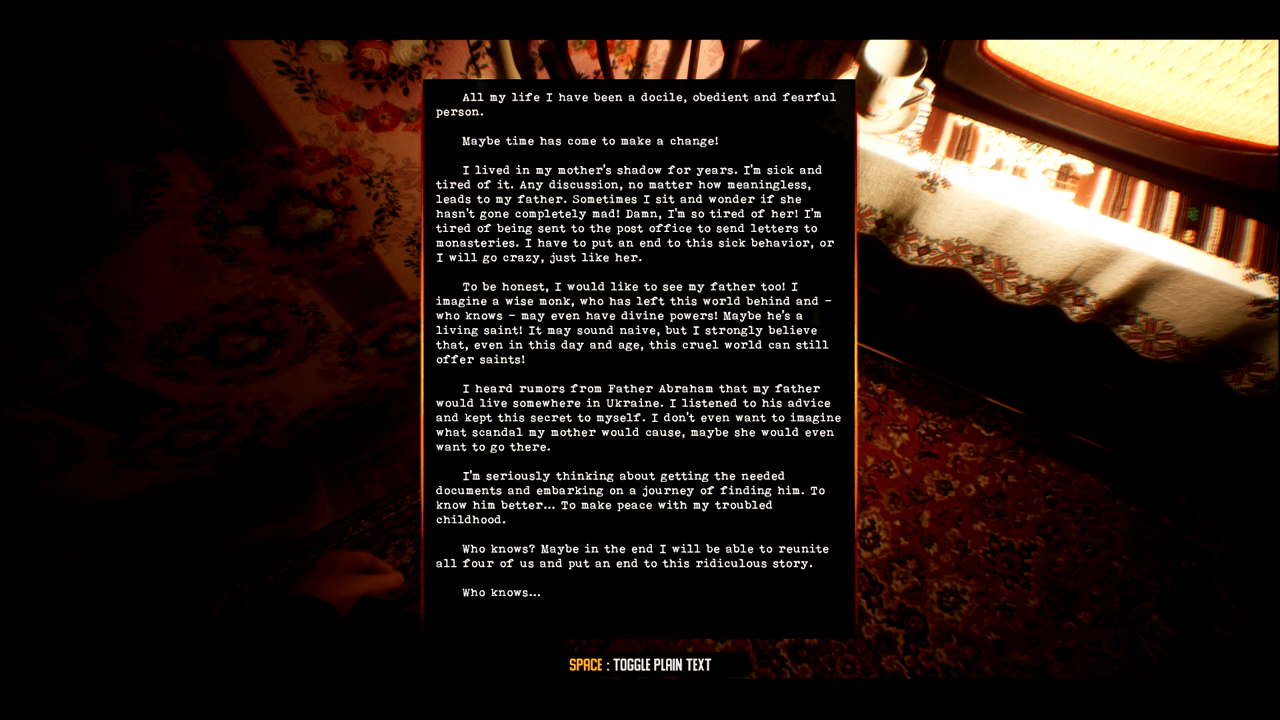 All my life I have been a docile, obedient and fearful
person.
Maybe time has come to make a change!
I lived in my mother's shadow for years. I'm sick and
tired of it. Any discussion, no matter how meaningless,
leads to my father. Sometimes I sit and wonder if she
hasn't gone completely mad! Damn, I'm so tired of her! I'm
tired of being sent to the post office to send letters to
monasteries. I have to put an end to this sick behavior, or
I will go crazy, just like her.
To be honest, I would like to see my father too! I
imagine a wise monk, who has left this world behind and –
who knows – may even have divine powers! Maybe he's a
living saint! It may sound naive, but I strongly believe
that, even in this day and age, this cruel world can still
offer saints!
I heard rumors from Father Abraham that my father
would live somewhere in Ukraine. I listened to his advice
and kept this secret to myself. I don't even want to imagine
what scandal my mother would cause, maybe she would even
want to go there.
I'm seriously thinking about getting the needed
documents and embarking on a journey of finding him. To
know him better... To make peace with my troubled
childhood.
Who knows? Maybe in the end I will be able to reunite
all four of us and put an end to this ridiculous story.
Who knows...
SPACE : TOGGLE PLAIN TEXT